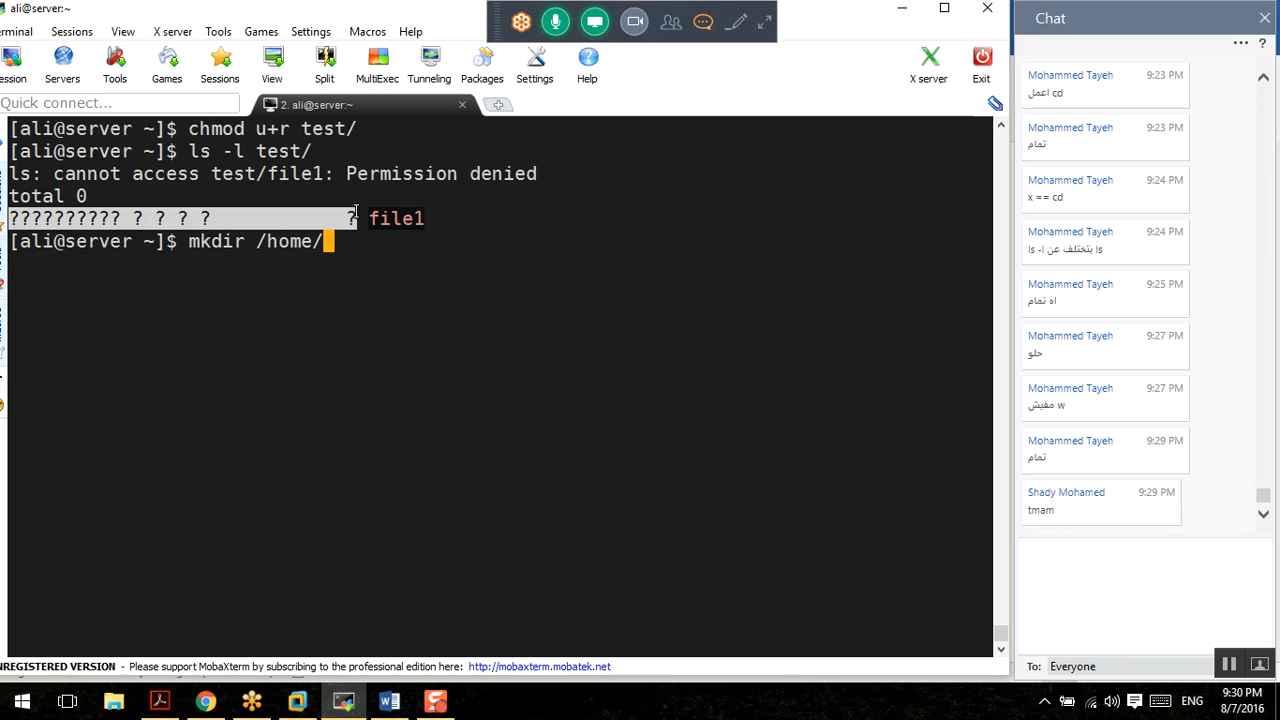 ali@server:~
erminal Sessions View X server Tools Games Settings Macros Help
ession Servers Tools Games Sessions View Split MultiExec Tunneling Packages Settings Help X server Exit
Quick connect...
2. ali@server:~
[ali@server ~]$ chmod u+r test/
[ali@server ~]$ ls -l test/
ls: cannot access test/file1: Permission denied
total 0
?????????? ? ? ? ? ? file1
[ali@server ~]$ mkdir /home/
NREGISTERED VERSION - Please support MobaXterm by subscribing to the professional edition here: http://mobaxterm.mobatek.net
Chat
Mohammed Tayeh 9:23 PM
اعمل cd
Mohammed Tayeh 9:23 PM
تمام
Mohammed Tayeh 9:24 PM
x == cd
Mohammed Tayeh 9:24 PM
ls بتختلف عن ls -l
Mohammed Tayeh 9:25 PM
اه تمام
Mohammed Tayeh 9:27 PM
حلو
Mohammed Tayeh 9:27 PM
مفيش w
Mohammed Tayeh 9:29 PM
تمام
Shady Mohamed 9:29 PM
tmam
To: Everyone
ENG
9:30 PM
8/7/2016